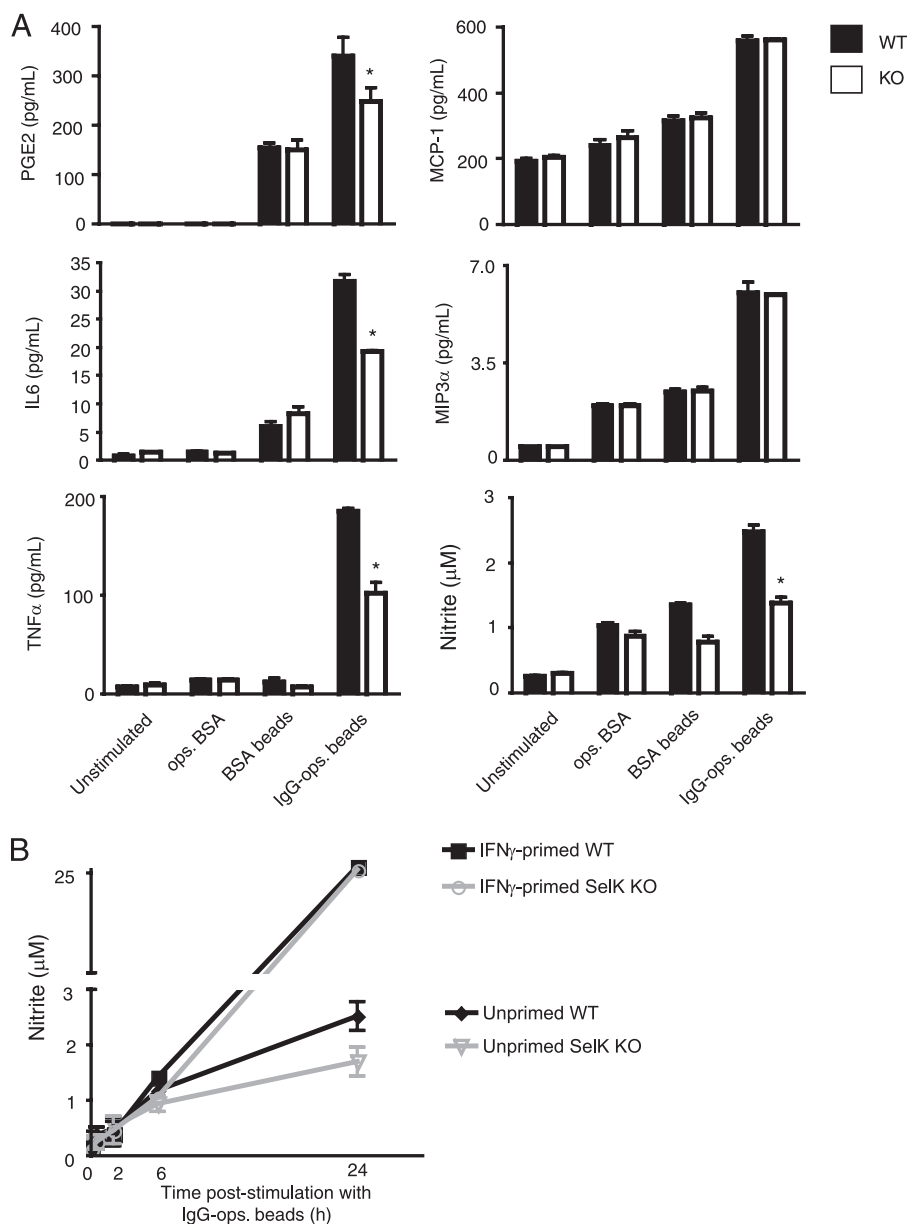 A
400
300
200
100
0
PGE2 (pg/mL)
*
600
400
200
0
MCP-1 (pg/mL)
WT
KO
35
30
25
20
15
10
5
0
IL6 (pg/mL)
*
7.0
3.5
0
MIP3α (pg/mL)
200
100
0
TNFα (pg/mL)
*
3
2
1
0
Nitrite (μM)
*
Unstimulated
ops. BSA
BSA beads
IgG-ops. beads
Unstimulated
ops. BSA
BSA beads
IgG-ops. beads
B
25
3
2
1
0
Nitrite (μM)
0 2 6 24
Time post-stimulation with
IgG-ops. beads (h)
IFNγ-primed WT
IFNγ-primed SelK KO
Unprimed WT
Unprimed SelK KO